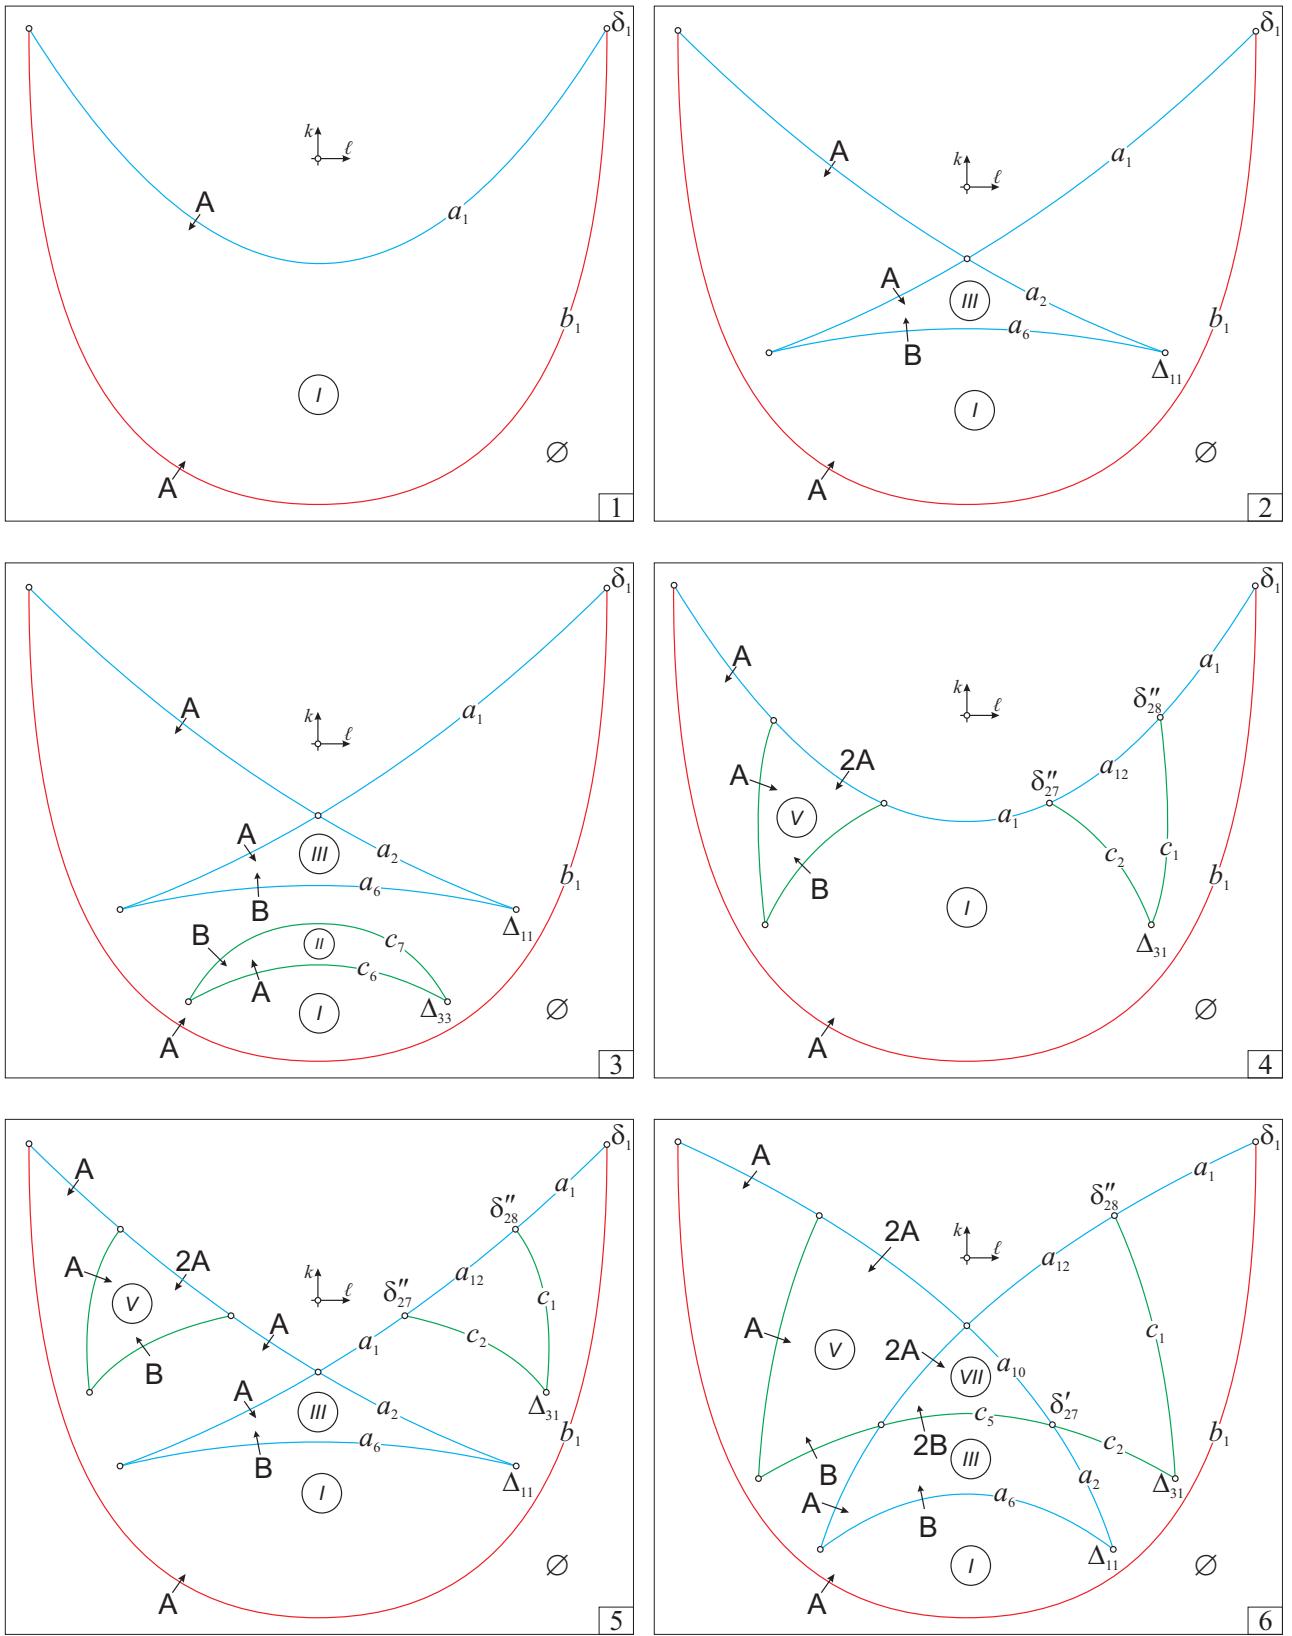 δ₁
k
ℓ
A
a₁
b₁
I
∅
A
1
δ₁
A
a₁
k
ℓ
A
III
a₂
a₆
b₁
B
Δ₁₁
I
∅
A
2
δ₁
A
k
ℓ
a₁
A
III
a₂
b₁
a₆
B
Δ₁₁
B
II
c₇
c₆
A
I
Δ₃₃
∅
A
3
δ₁
A
a₁
k
ℓ
δ″₂₈
2A
a₁₂
A
δ″₂₇
V
a₁
c₂
c₁
B
b₁
I
Δ₃₁
∅
A
4
δ₁
A
a₁
δ″₂₈
2A
k
ℓ
a₁₂
A
V
δ″₂₇
c₁
A
a₁
c₂
B
A
III
a₂
Δ₃₁
b₁
a₆
B
Δ₁₁
I
∅
A
5
δ₁
A
a₁
δ″₂₈
2A
k
ℓ
a₁₂
A
V
2A
VII
a₁₀
c₁
δ′₂₇
c₅
2B
c₂
b₁
B
III
a₂
Δ₃₁
A
a₆
B
Δ₁₁
I
∅
A
6